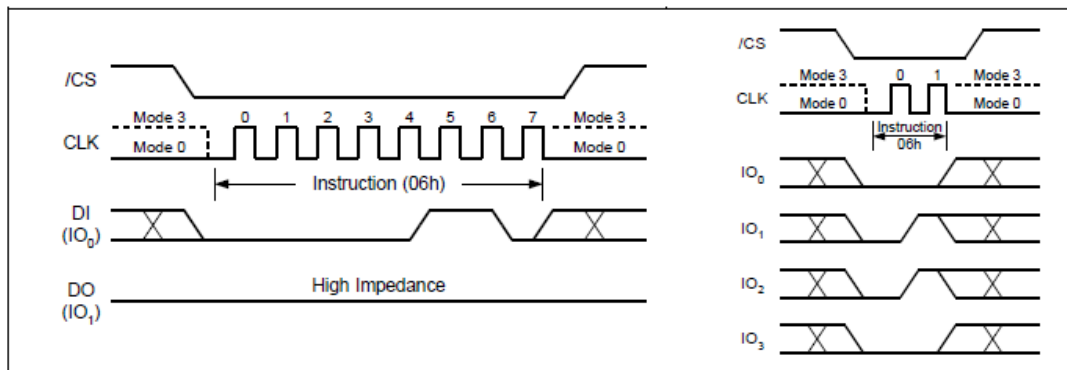 /CS
Mode 3 0 1 2 3 4 5 6 7 Mode 3
CLK Mode 0 Mode 0
Instruction (06h)
DI
(IO0)
DO High Impedance
(IO1)
/CS
Mode 3 0 1 Mode 3
CLK Mode 0 Mode 0
Instruction
06h
IO0
IO1
IO2
IO3